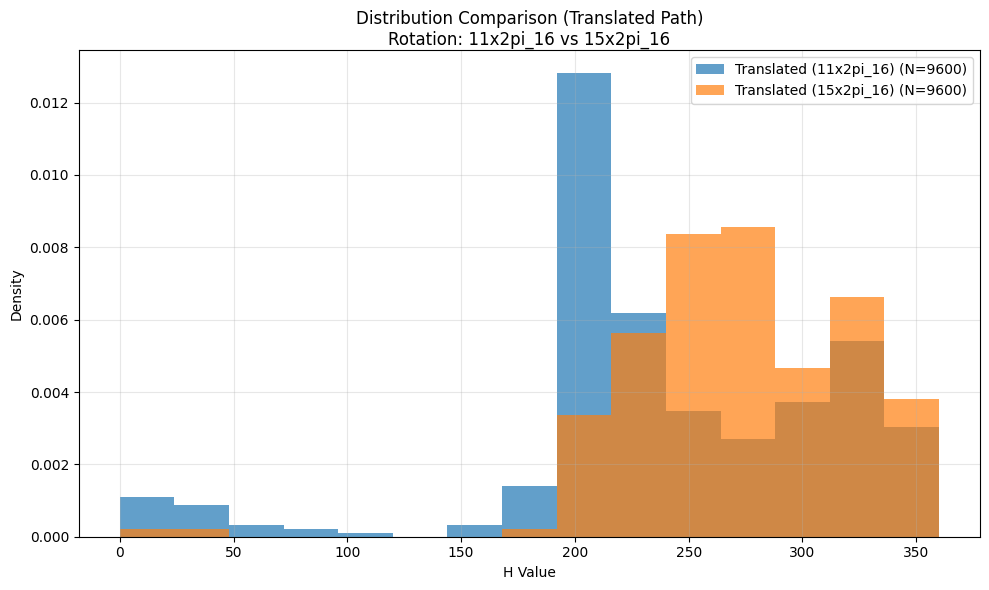 Distribution Comparison (Translated Path)
Rotation: 11x2pi_16 vs 15x2pi_16
Translated (11x2pi_16) (N=9600)
Translated (15x2pi_16) (N=9600)
Density
0.012
0.010
0.008
0.006
0.004
0.002
0.000
0 50 100 150 200 250 300 350
H Value